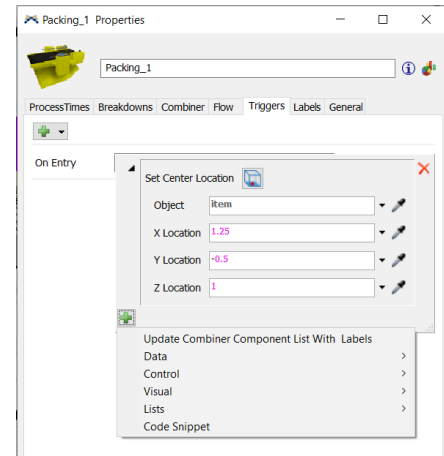 Packing_1 Properties
Packing_1
ProcessTimes Breakdowns Combiner Flow Triggers Labels General
On Entry
Set Center Location
Object item
X Location 1.25
Y Location -0.5
Z Location 1
Update Combiner Component List With Labels
Data
Control
Visual
Lists
Code Snippet